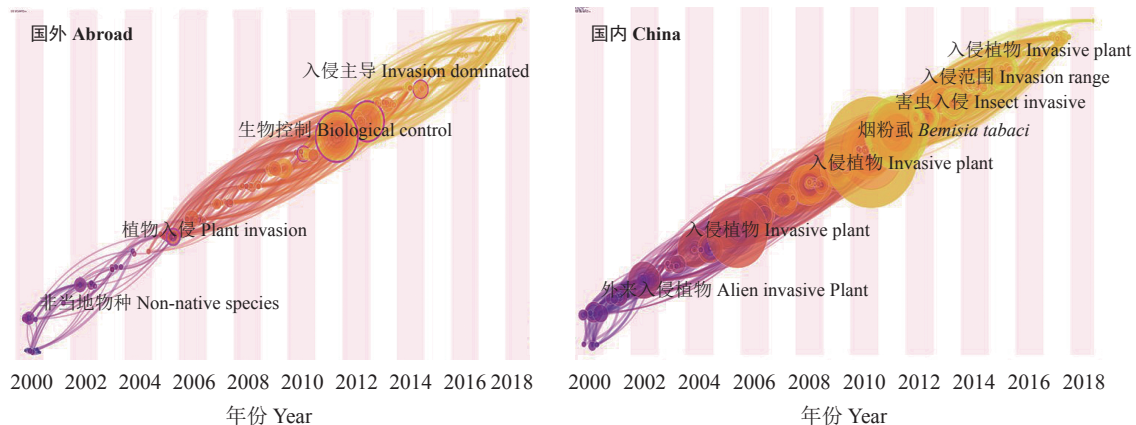 国外 Abroad
入侵主导 Invasion dominated
生物控制 Biological control
植物入侵 Plant invasion
非当地物种 Non-native species
2000 2002 2004 2006 2008 2010 2012 2014 2016 2018
年份 Year
国内 China
入侵植物 Invasive plant
入侵范围 Invasion range
害虫入侵 Insect invasive
烟粉虱 Bemisia tabaci
入侵植物 Invasive plant
入侵植物 Invasive plant
外来入侵植物 Alien invasive Plant
2000 2002 2004 2006 2008 2010 2012 2014 2016 2018
年份 Year